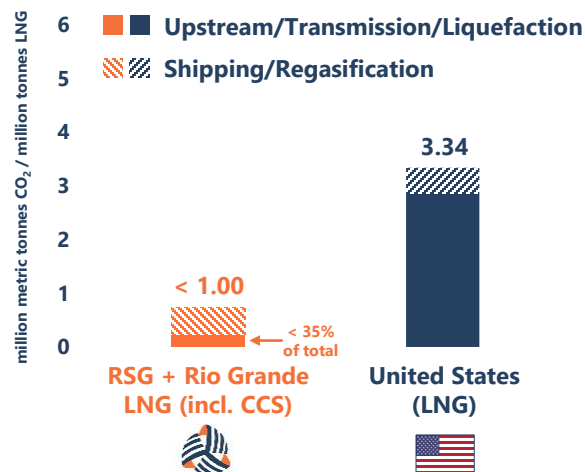 million metric tonnes CO₂ / million tonnes LNG
6
5
4
3
2
1
0
Upstream/Transmission/Liquefaction
Shipping/Regasification
< 1.00
3.34
< 35%
of total
RSG + Rio Grande
LNG (incl. CCS)
United States
(LNG)